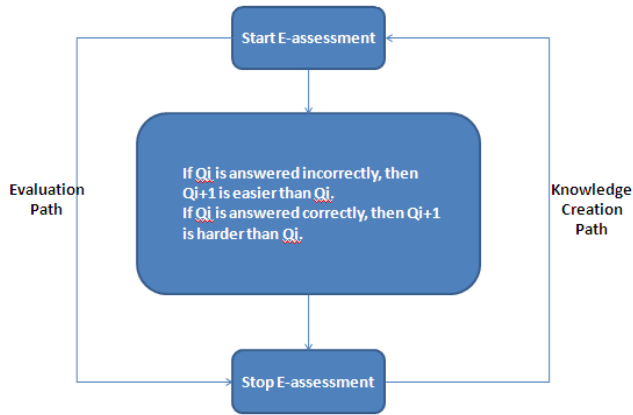 Start E-assessment
If Qi is answered incorrectly, then
Qi+1 is easier than Qi.
If Qi is answered correctly, then Qi+1
is harder than Qi.
Evaluation
Path
Knowledge
Creation
Path
Stop E-assessment